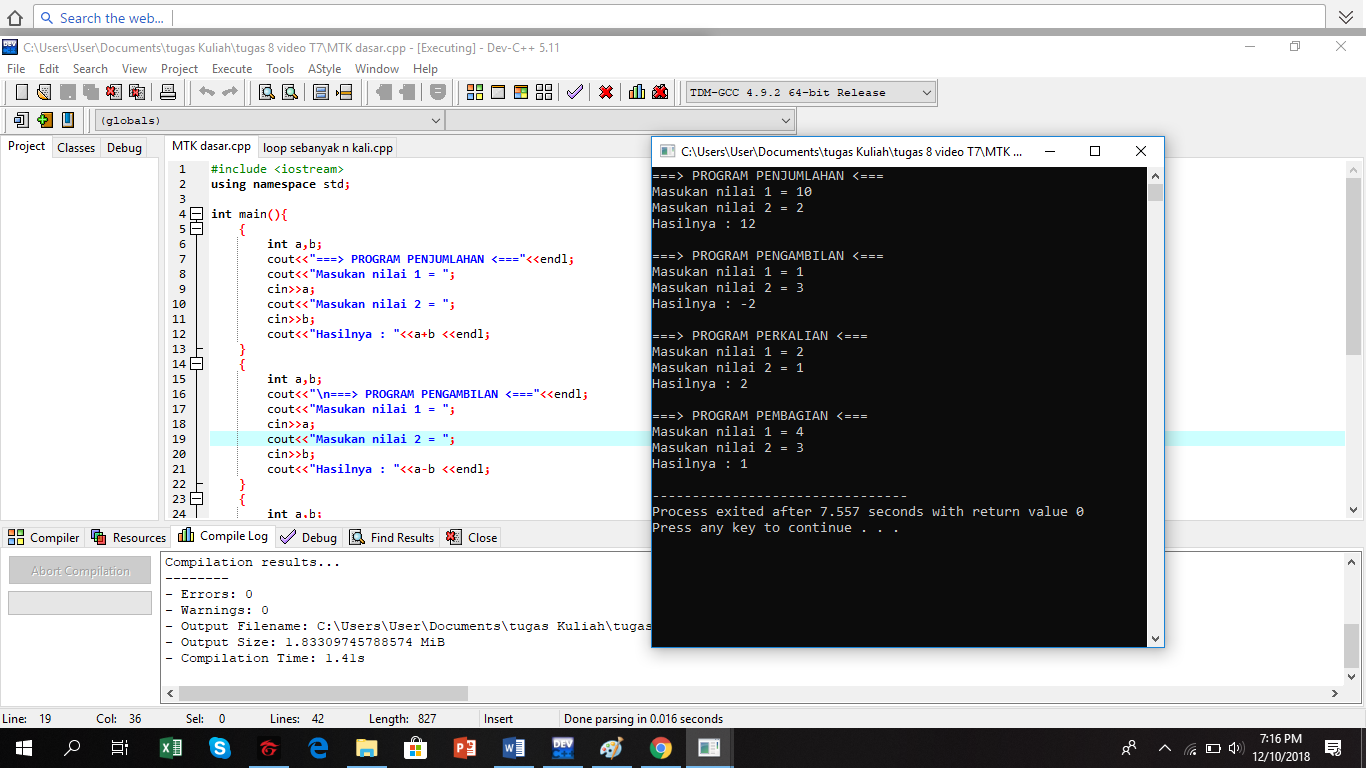 Search the web...
C:\Users\User\Documents\tugas Kuliah\tugas 8 video T7\MTK dasar.cpp - [Executing] - Dev-C++ 5.11
File Edit Search View Project Execute Tools AStyle Window Help
TDM-GCC 4.9.2 64-bit Release
(globals)
Project Classes Debug
MTK dasar.cpp loop sebanyak n kali.cpp
1 #include <iostream>
2 using namespace std;
3
4 int main(){
5 {
6 int a,b;
7 cout<<"===> PROGRAM PENJUMLAHAN <==="<<endl;
8 cout<<"Masukan nilai 1 = ";
9 cin>>a;
10 cout<<"Masukan nilai 2 = ";
11 cin>>b;
12 cout<<"Hasilnya : "<<a+b <<endl;
13 }
14 {
15 int a,b;
16 cout<<"\n===> PROGRAM PENGAMBILAN <==="<<endl;
17 cout<<"Masukan nilai 1 = ";
18 cin>>a;
19 cout<<"Masukan nilai 2 = ";
20 cin>>b;
21 cout<<"Hasilnya : "<<a-b <<endl;
22 }
23 {
24 int a,b;
C:\Users\User\Documents\tugas Kuliah\tugas 8 video T7\MTK ...
===> PROGRAM PENJUMLAHAN <===
Masukan nilai 1 = 10
Masukan nilai 2 = 2
Hasilnya : 12
===> PROGRAM PENGAMBILAN <===
Masukan nilai 1 = 1
Masukan nilai 2 = 3
Hasilnya : -2
===> PROGRAM PERKALIAN <===
Masukan nilai 1 = 2
Masukan nilai 2 = 1
Hasilnya : 2
===> PROGRAM PEMBAGIAN <===
Masukan nilai 1 = 4
Masukan nilai 2 = 3
Hasilnya : 1
--------------------------------
Process exited after 7.557 seconds with return value 0
Press any key to continue . . .
Compiler Resources Compile Log Debug Find Results Close
Abort Compilation
Compilation results...
--------
- Errors: 0
- Warnings: 0
- Output Filename: C:\Users\User\Documents\tugas Kuliah\tugas
- Output Size: 1.83309745788574 MiB
- Compilation Time: 1.41s
Line: 19 Col: 36 Sel: 0 Lines: 42 Length: 827 Insert Done parsing in 0.016 seconds
7:16 PM
12/10/2018